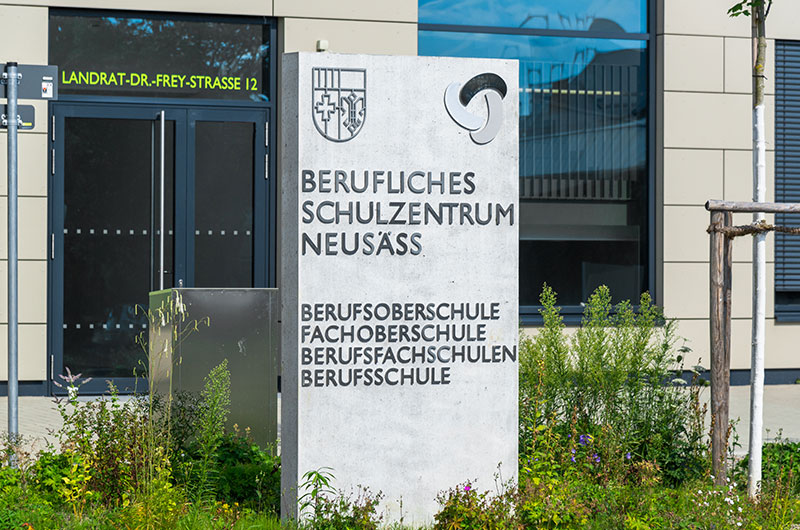 LANDRAT-DR.-FREY-STRASSE 12
BERUFLICHES
SCHULZENTRUM
NEUSÄSS
BERUFSOBERSCHULE
FACHOBERSCHULE
BERUFSFACHSCHULEN
BERUFSSCHULE